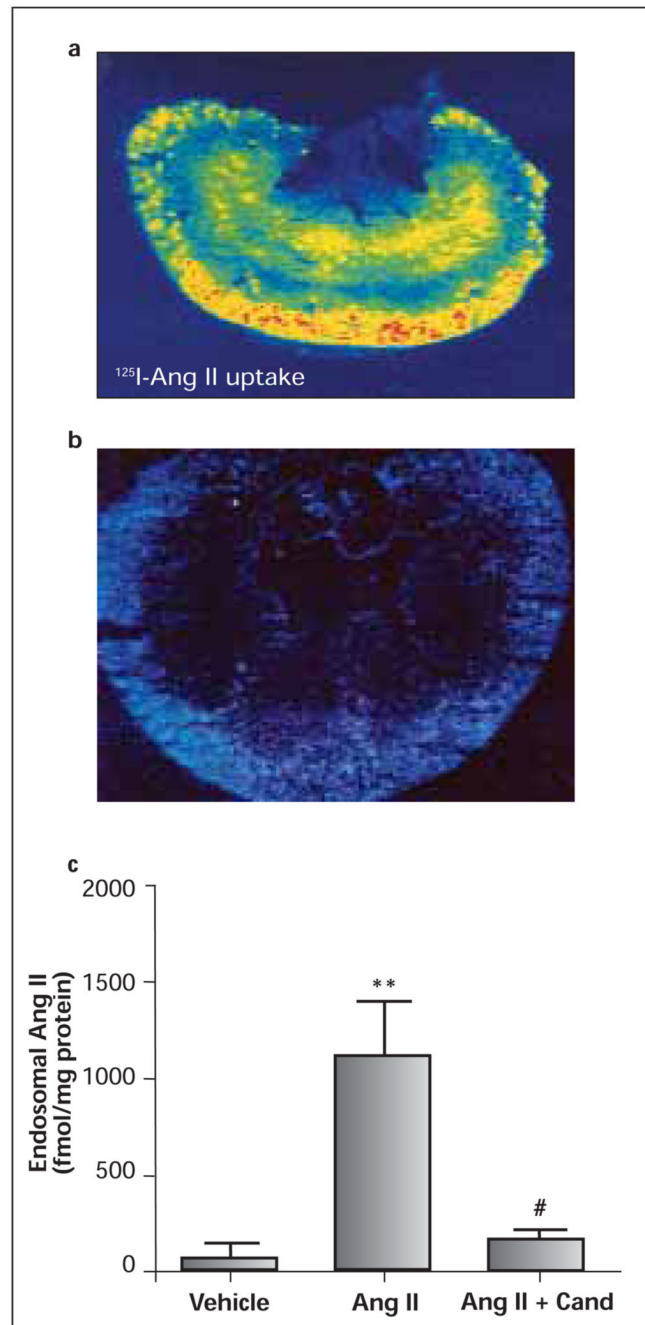 a
¹²⁵I-Ang II uptake
b
c
Endosomal Ang II
(fmol/mg protein)
2000
1500
1000
500
0
**
#
Vehicle
Ang II
Ang II + Cand